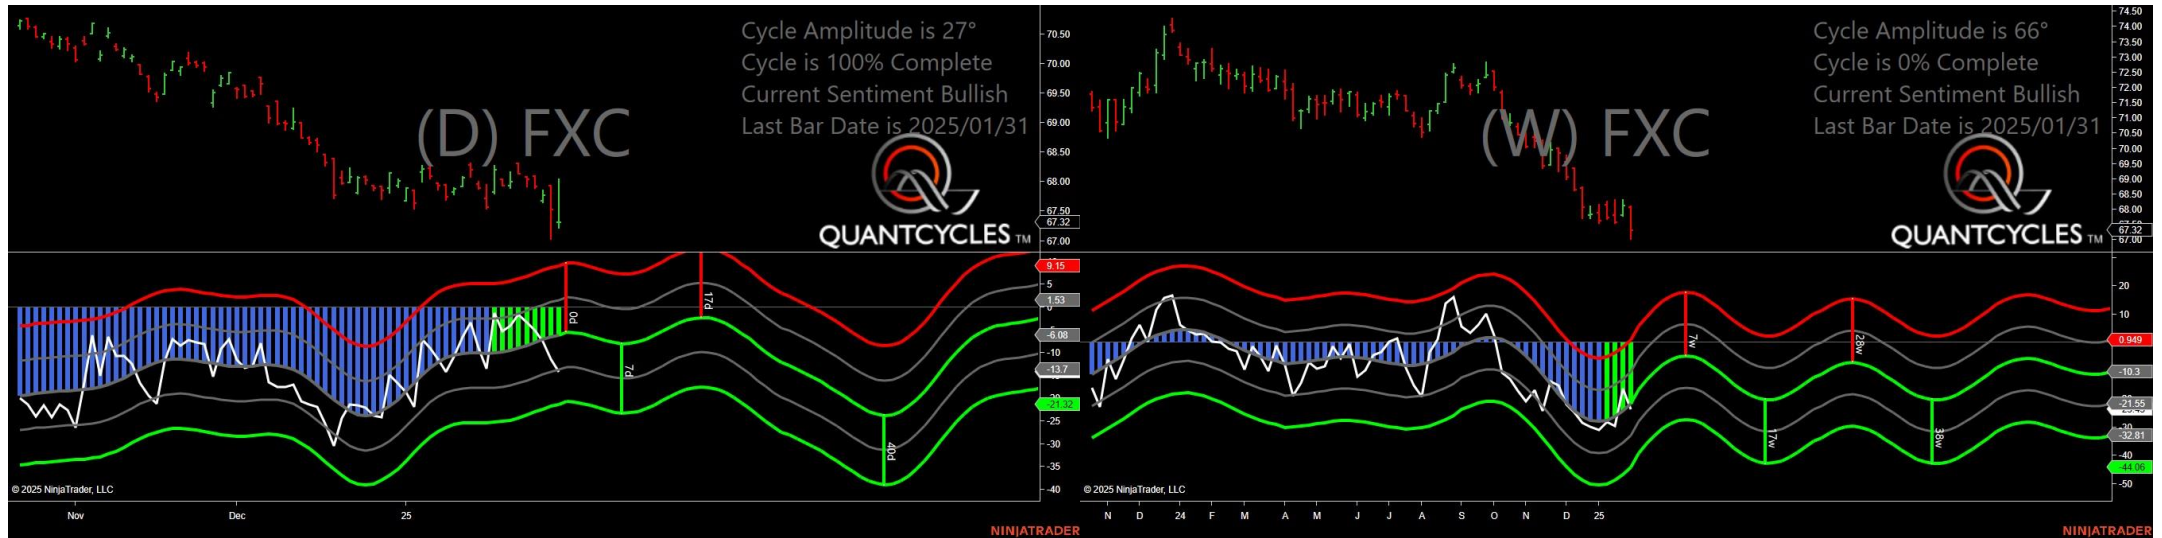 Cycle Amplitude is 27°
Cycle is 100% Complete
Current Sentiment Bullish
Last Bar Date is 2025/01/31
(D) FXC
QUANTCYCLES TM
70.50
70.00
69.50
69.00
68.50
68.00
67.50
67.32
67.00
9.15
5
1.53
0
-6.08
-10
-13.7
-21.32
-25
-30
-35
-40
0d
7d
17d
40d
© 2025 NinjaTrader, LLC
Nov
Dec
25
NINJATRADER
Cycle Amplitude is 66°
Cycle is 0% Complete
Current Sentiment Bullish
Last Bar Date is 2025/01/31
(W) FXC
QUANTCYCLES TM
74.50
74.00
73.50
73.00
72.50
72.00
71.50
71.00
70.50
70.00
69.50
69.00
68.50
68.00
67.32
67.00
20
10
0.949
-10.3
-21.55
-32.81
-40
-44.06
-50
7w
17w
28w
38w
© 2025 NinjaTrader, LLC
N D 24 F M A M J J A S O N D 25
NINJATRADER